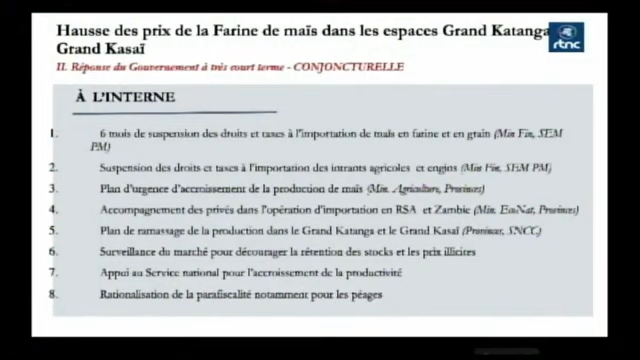 Hausse des prix de la Farine de maïs dans les espaces Grand Katanga
Grand Kasaï
rtnc
II. Réponse du Gouvernement à très court terme - CONJONCTURELLE
À L'INTERNE
1. 6 mois de suspension des droits et taxes à l'importation de maïs en farine et en grain (Min Fin, SEM
PM)
2. Suspension des droits et taxes à l'importation des intrants agricoles et engins (Min Fin, SEM PM)
3. Plan d'urgence d'accroissement de la production de maïs (Min. Agriculture, Provinces)
4. Accompagnement des privés dans l'opération d'importation en RSA et Zambie (Min. EcoNat, Provinces)
5. Plan de ramassage de la production dans le Grand Katanga et le Grand Kasaï (Provinces, SNCC)
6. Surveillance du marché pour décourager la rétention des stocks et les prix illicites
7. Appui au Service national pour l'accroissement de la productivité
8. Rationalisation de la parafiscalité notamment pour les péages